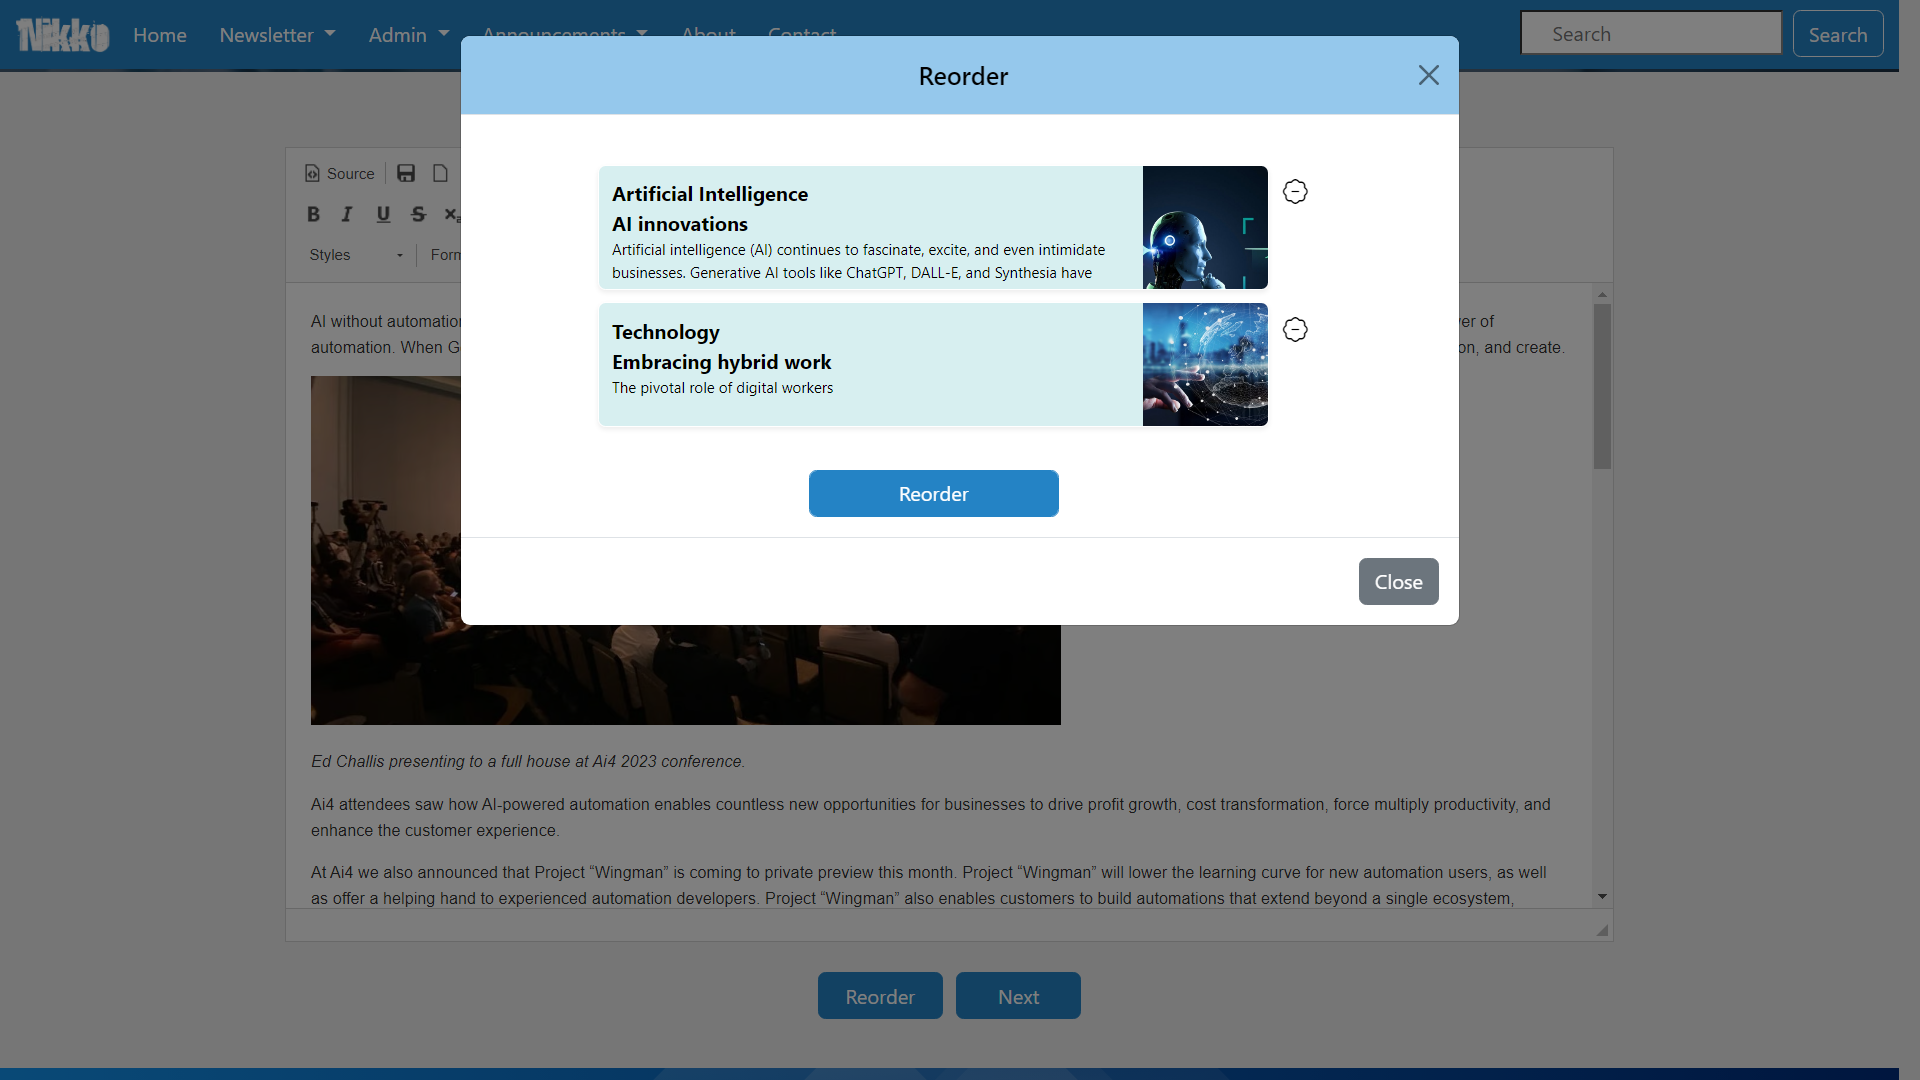 Nikko Home Newsletter Admin Announcements About Contact Search Search
Reorder
Source
B I U S x
Styles Form
Artificial Intelligence
AI innovations
Artificial intelligence (AI) continues to fascinate, excite, and even intimidate
businesses. Generative AI tools like ChatGPT, DALL-E, and Synthesia have
Technology
Embracing hybrid work
The pivotal role of digital workers
Reorder
Close
AI without automation
er of
automation. When G
on, and create.
Ed Challis presenting to a full house at Ai4 2023 conference.
Ai4 attendees saw how AI-powered automation enables countless new opportunities for businesses to drive profit growth, cost transformation, force multiply productivity, and
enhance the customer experience.
At Ai4 we also announced that Project “Wingman” is coming to private preview this month. Project “Wingman” will lower the learning curve for new automation users, as well
as offer a helping hand to experienced automation developers. Project “Wingman” also enables customers to build automations that extend beyond a single ecosystem,
Reorder Next